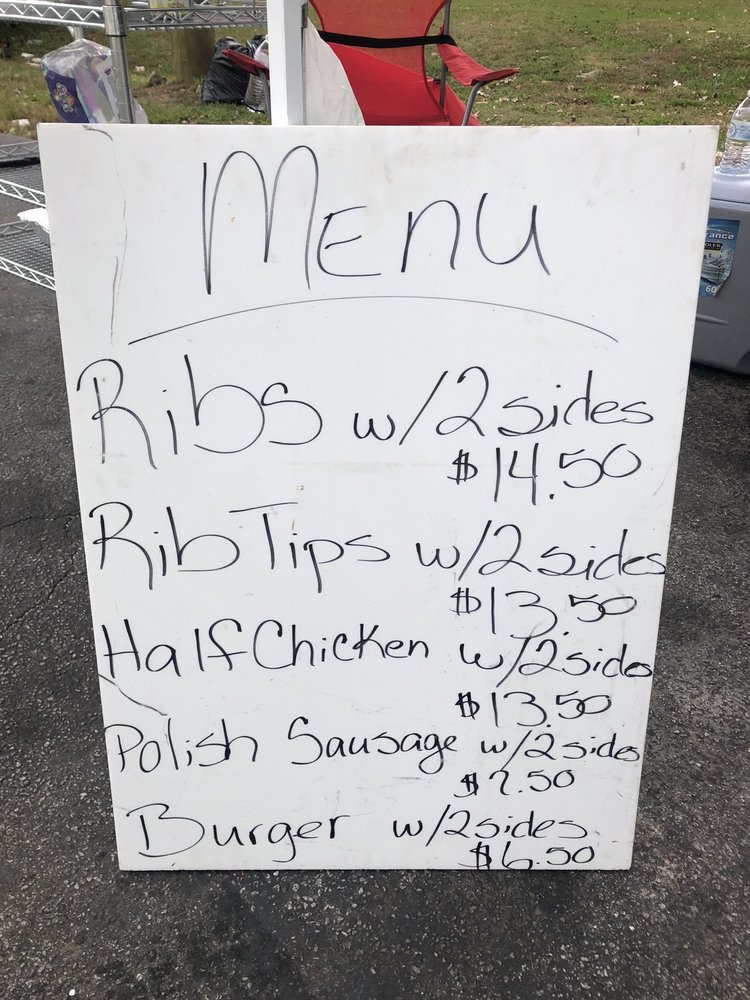 Menu
Ribs w/2 sides
$14.50
Rib Tips w/2 sides
$13.50
Half Chicken w/2 sides
$13.50
Polish Sausage w/2 sides
$7.50
Burger w/2 sides
$6.50
60